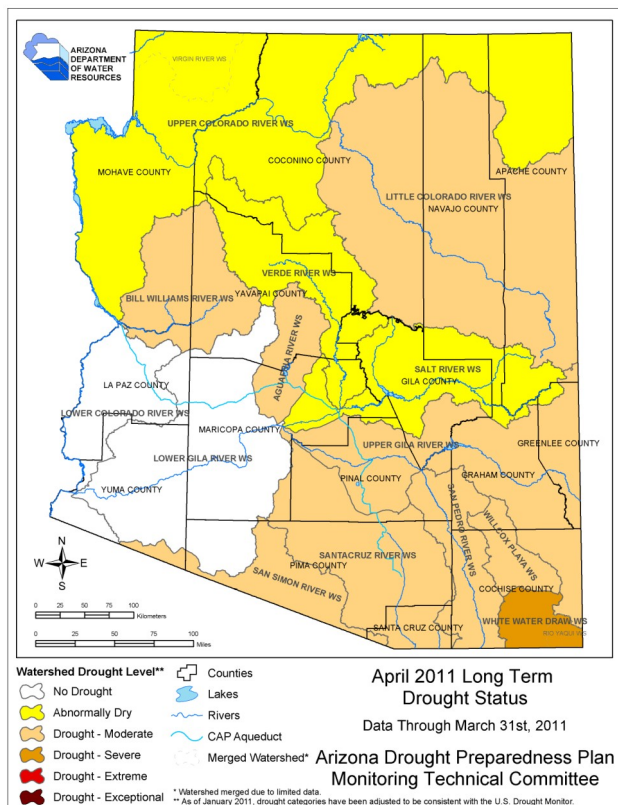 ARIZONA
DEPARTMENT
OF WATER
RESOURCES
VIRGIN RIVER WS
UPPER COLORADO RIVER WS
COCONINO COUNTY
MOHAVE COUNTY
APACHE COUNTY
LITTLE COLORADO RIVER WS
NAVAJO COUNTY
VERDE RIVER WS
YAVAPAI COUNTY
BILL WILLIAMS RIVER WS
AGUA FRIA RIVER WS
SALT RIVER WS
GILA COUNTY
LA PAZ COUNTY
LOWER COLORADO RIVER WS
MARICOPA COUNTY
UPPER GILA RIVER WS
GREENLEE COUNTY
LOWER GILA RIVER WS
GRAHAM COUNTY
PINAL COUNTY
YUMA COUNTY
SAN PEDRO RIVER WS
WILLCOX PLAYA WS
SANTACRUZ RIVER WS
PIMA COUNTY
SAN SIMON RIVER WS
COCHISE COUNTY
SANTA CRUZ COUNTY
WHITE WATER DRAW WS
RIO YAQUI WS
N
W E
S
0 25 50 100
Kilometers
0 25 50 100
Miles
Watershed Drought Level**
No Drought
Abnormally Dry
Drought - Moderate
Drought - Severe
Drought - Extreme
Drought - Exceptional
Counties
Lakes
Rivers
CAP Aqueduct
Merged Watershed*
* Watershed merged due to limited data.
** As of January 2011, drought categories have been adjusted to be consistent with the U.S. Drought Monitor.
April 2011 Long Term
Drought Status
Data Through March 31st, 2011
Arizona Drought Preparedness Plan
Monitoring Technical Committee